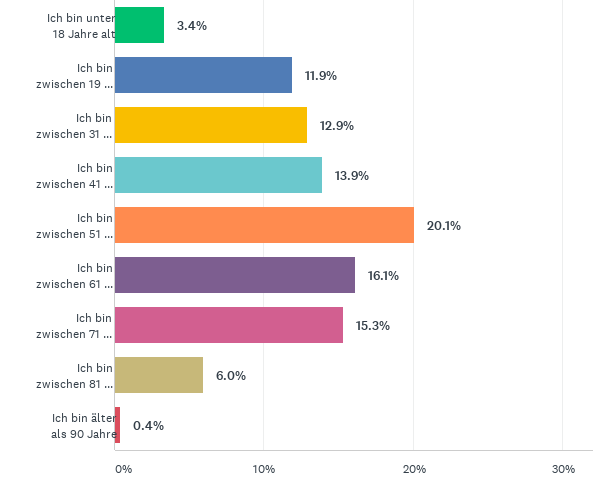 Ich bin unter
18 Jahre alt
3.4%
Ich bin
zwischen 19 ...
11.9%
Ich bin
zwischen 31 ...
12.9%
Ich bin
zwischen 41 ...
13.9%
Ich bin
zwischen 51 ...
20.1%
Ich bin
zwischen 61 ...
16.1%
Ich bin
zwischen 71 ...
15.3%
Ich bin
zwischen 81 ...
6.0%
Ich bin älter
als 90 Jahre
0.4%
0% 10% 20% 30%